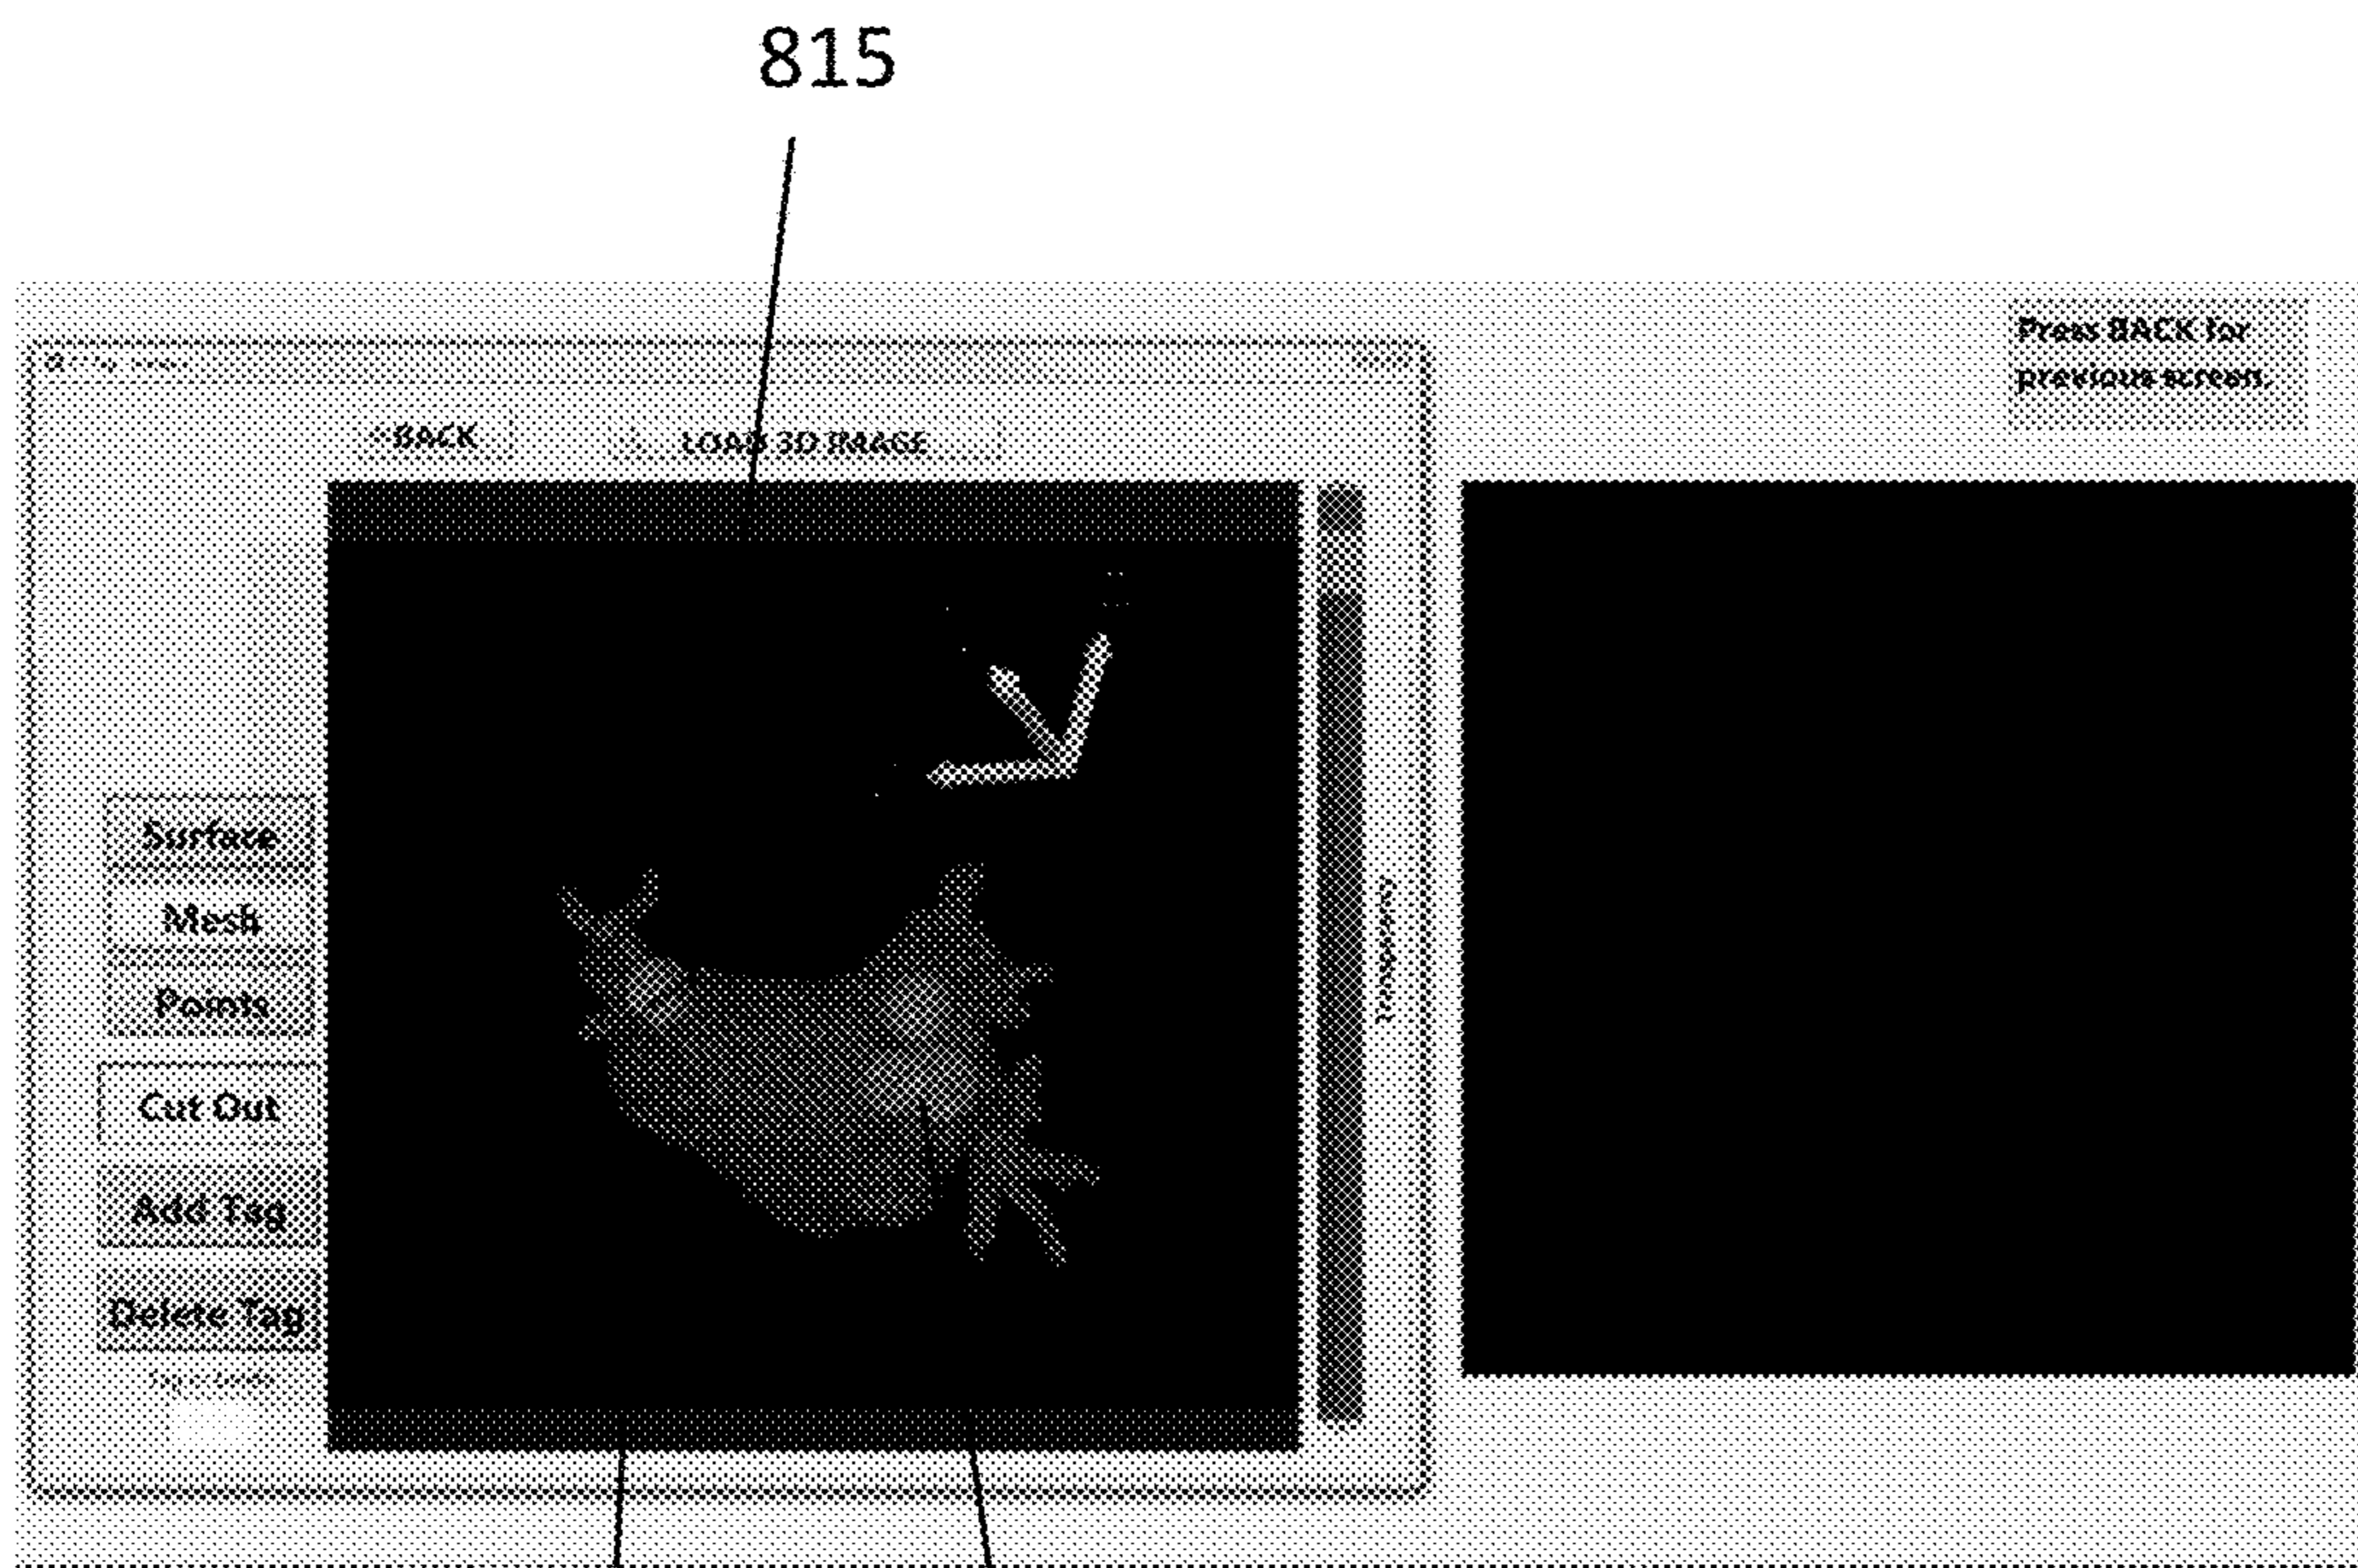 815
Press BACK for
previous screen.
BACK
LOAD 3D IMAGE
Surface
Mesh
Points
Cut Out
Add Tag
Delete Tag